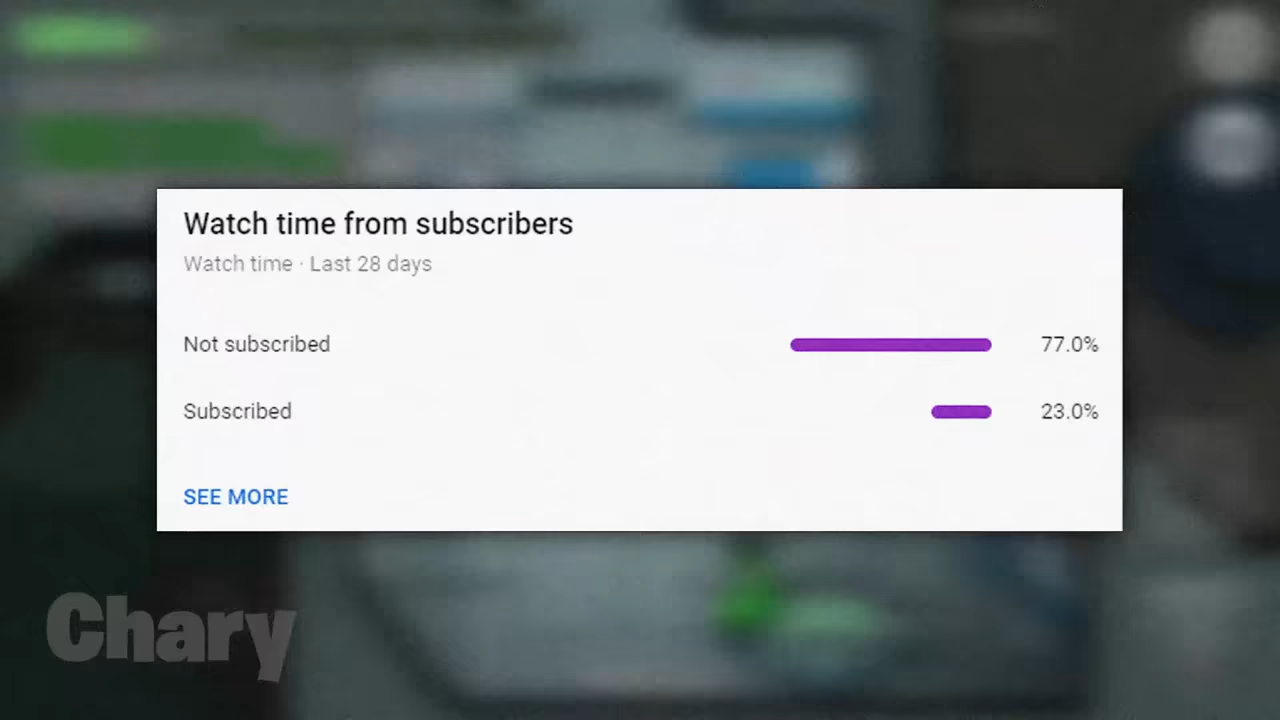 Watch time from subscribers
Watch time · Last 28 days
Not subscribed 77.0%
Subscribed 23.0%
SEE MORE
Chary